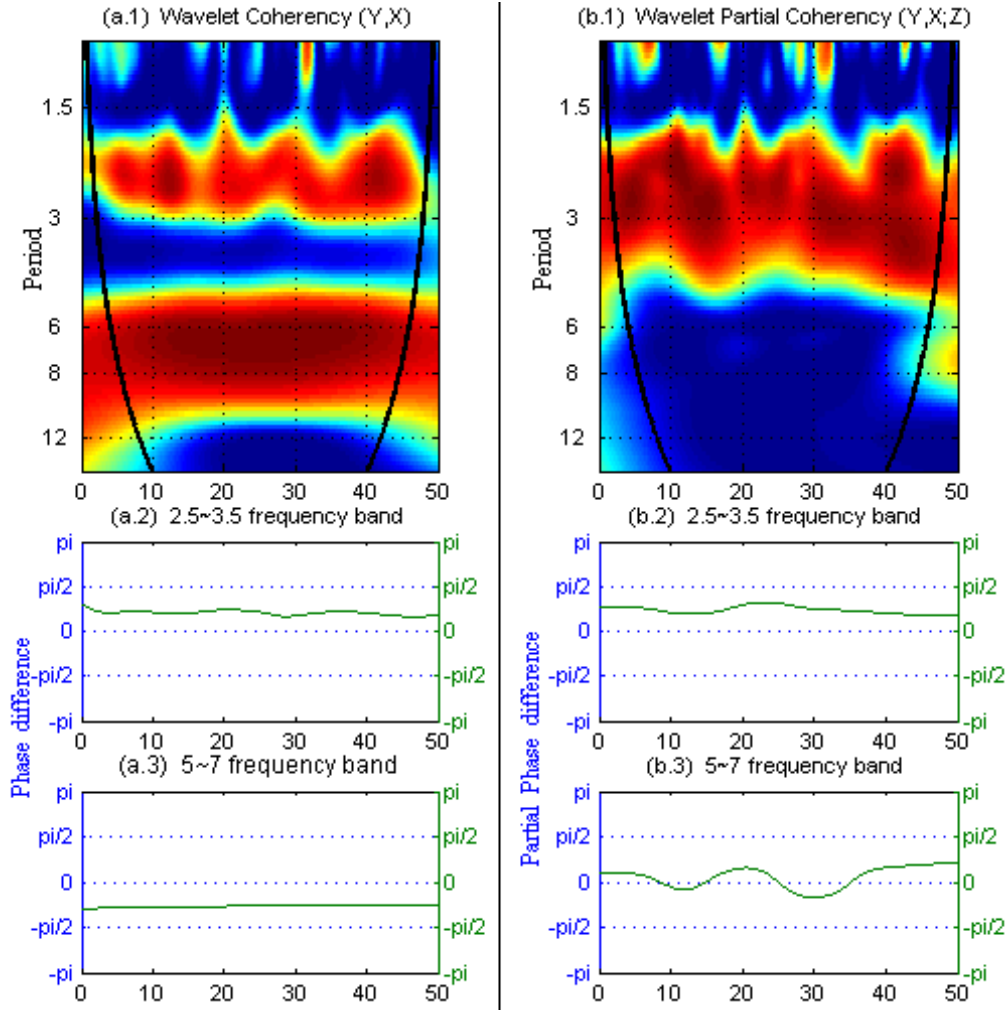 (a.1) Wavelet Coherency (Y,X)
Period
1.5
3
6
8
12
0 10 20 30 40 50
(a.2) 2.5~3.5 frequency band
Phase difference
pi
pi/2
0
-pi/2
-pi
pi
pi/2
0
-pi/2
-pi
0 10 20 30 40 50
(a.3) 5~7 frequency band
pi
pi/2
0
-pi/2
-pi
pi
pi/2
0
-pi/2
-pi
0 10 20 30 40 50
(b.1) Wavelet Partial Coherency (Y,X;Z)
Period
1.5
3
6
8
12
0 10 20 30 40 50
(b.2) 2.5~3.5 frequency band
Partial Phase difference
pi
pi/2
0
-pi/2
-pi
pi
pi/2
0
-pi/2
-pi
0 10 20 30 40 50
(b.3) 5~7 frequency band
pi
pi/2
0
-pi/2
-pi
pi
pi/2
0
-pi/2
-pi
0 10 20 30 40 50